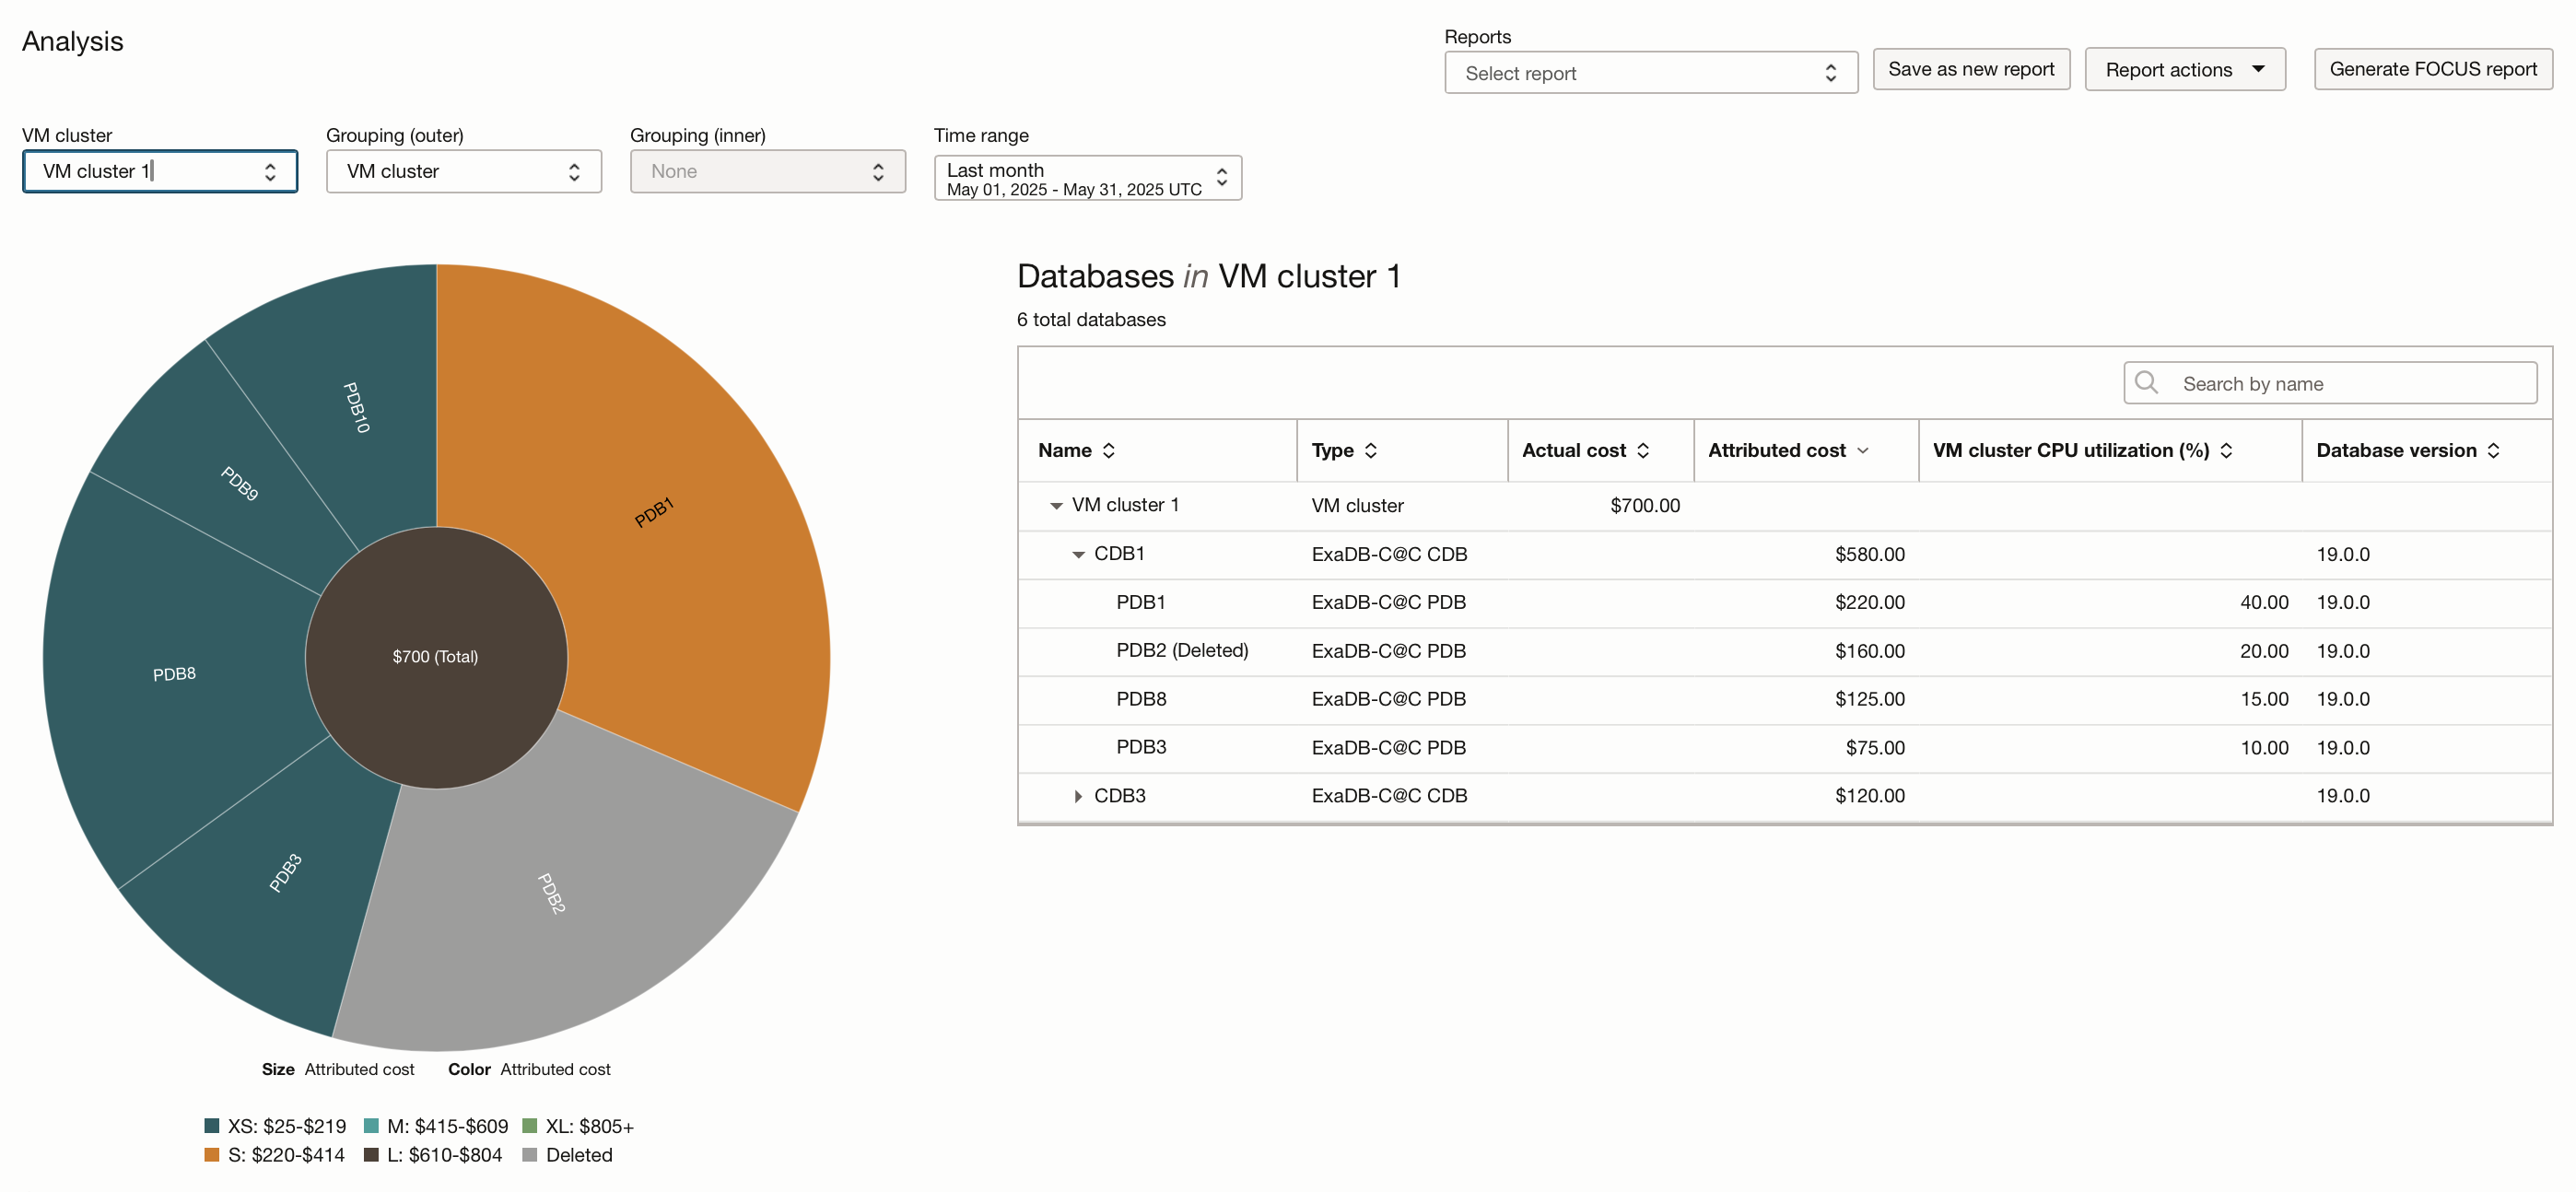 Analysis
Reports
Select report
Save as new report
Report actions
Generate FOCUS report
VM cluster
Grouping (outer)
Grouping (inner)
Time range
VM cluster 1
VM cluster
None
Last month
May 01, 2025 - May 31, 2025 UTC
PDB10
PDB9
PDB1
PDB8
$700 (Total)
PDB3
PDB2
Size Attributed cost Color Attributed cost
XS: $25-$219 M: $415-$609 XL: $805+
S: $220-$414 L: $610-$804 Deleted
Databases in VM cluster 1
6 total databases
Search by name
Name Type Actual cost Attributed cost VM cluster CPU utilization (%) Database version
VM cluster 1 VM cluster $700.00
CDB1 ExaDB-C@C CDB $580.00 19.0.0
PDB1 ExaDB-C@C PDB $220.00 40.00 19.0.0
PDB2 (Deleted) ExaDB-C@C PDB $160.00 20.00 19.0.0
PDB8 ExaDB-C@C PDB $125.00 15.00 19.0.0
PDB3 ExaDB-C@C PDB $75.00 10.00 19.0.0
CDB3 ExaDB-C@C CDB $120.00 19.0.0